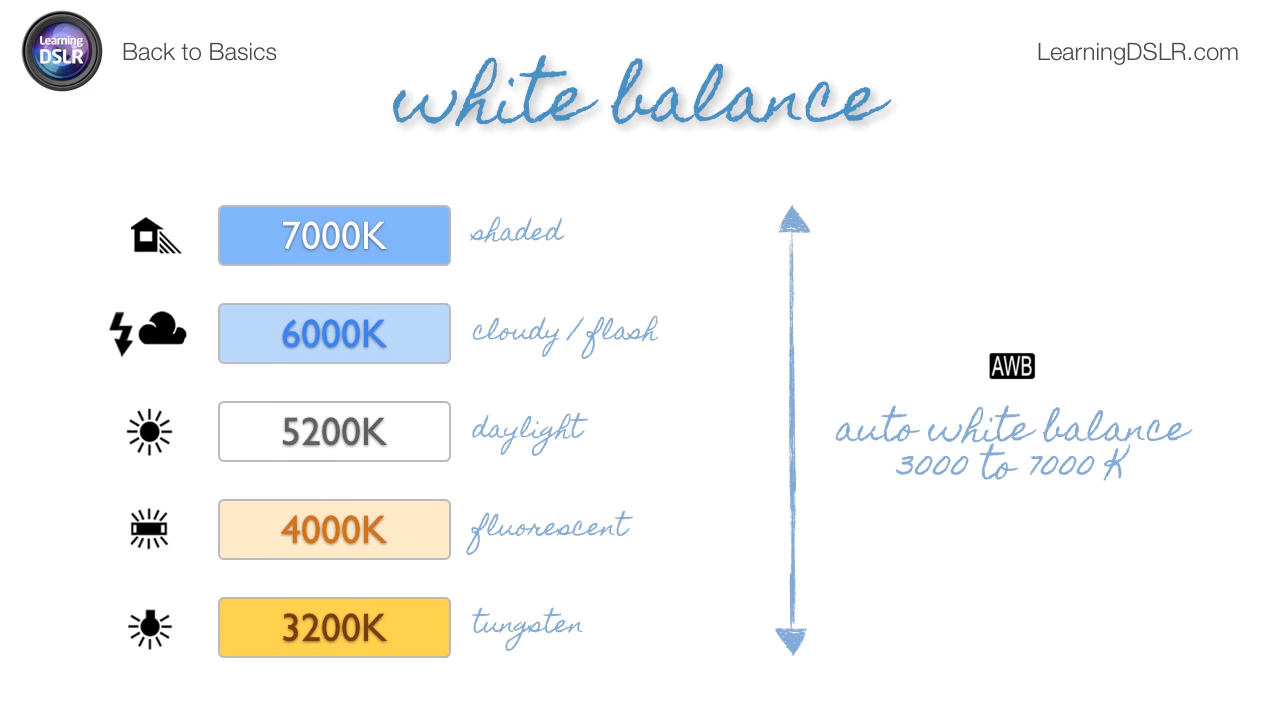 Learning
DSLR
Back to Basics
LearningDSLR.com
white balance
7000K shaded
6000K cloudy / flash
5200K daylight
4000K fluorescent
3200K tungsten
AWB
auto white balance
3000 to 7000 K